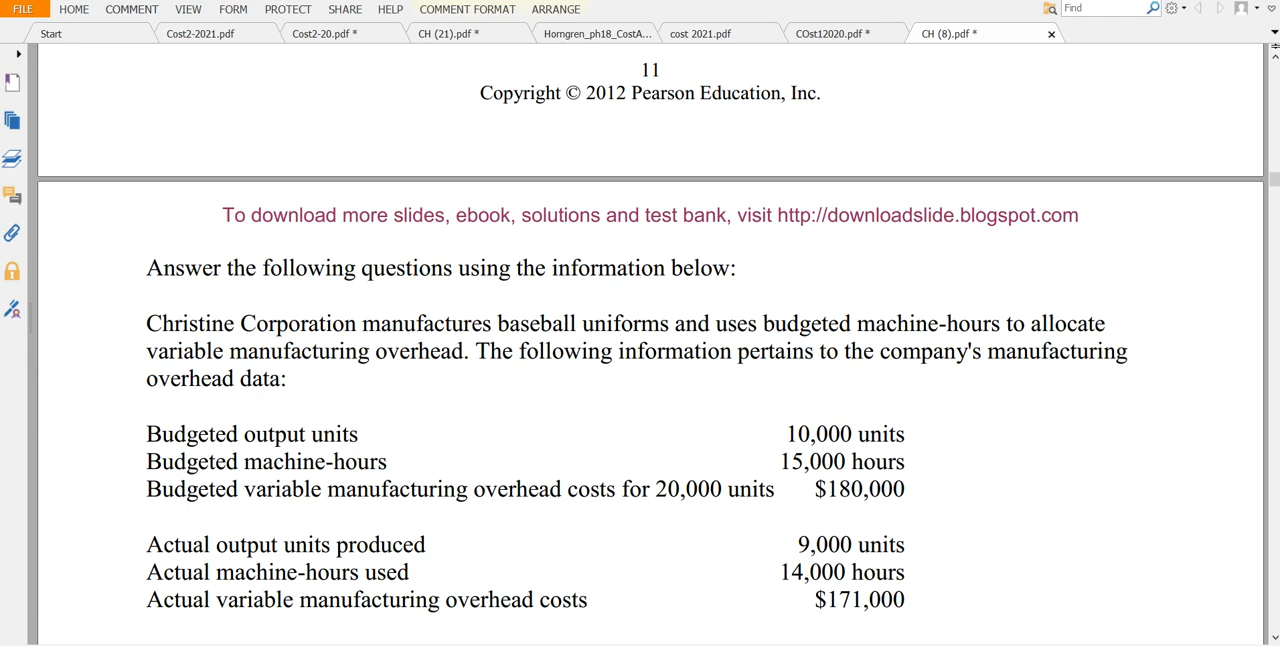 FILE HOME COMMENT VIEW FORM PROTECT SHARE HELP COMMENT FORMAT ARRANGE Find
Start Cost2-2021.pdf Cost2-20.pdf * CH (21).pdf * Horngren_ph18_CostA... cost 2021.pdf COst12020.pdf * CH (8).pdf *
11
Copyright © 2012 Pearson Education, Inc.
To download more slides, ebook, solutions and test bank, visit http://downloadslide.blogspot.com
Answer the following questions using the information below:
Christine Corporation manufactures baseball uniforms and uses budgeted machine-hours to allocate
variable manufacturing overhead. The following information pertains to the company's manufacturing
overhead data:
Budgeted output units 10,000 units
Budgeted machine-hours 15,000 hours
Budgeted variable manufacturing overhead costs for 20,000 units $180,000
Actual output units produced 9,000 units
Actual machine-hours used 14,000 hours
Actual variable manufacturing overhead costs $171,000